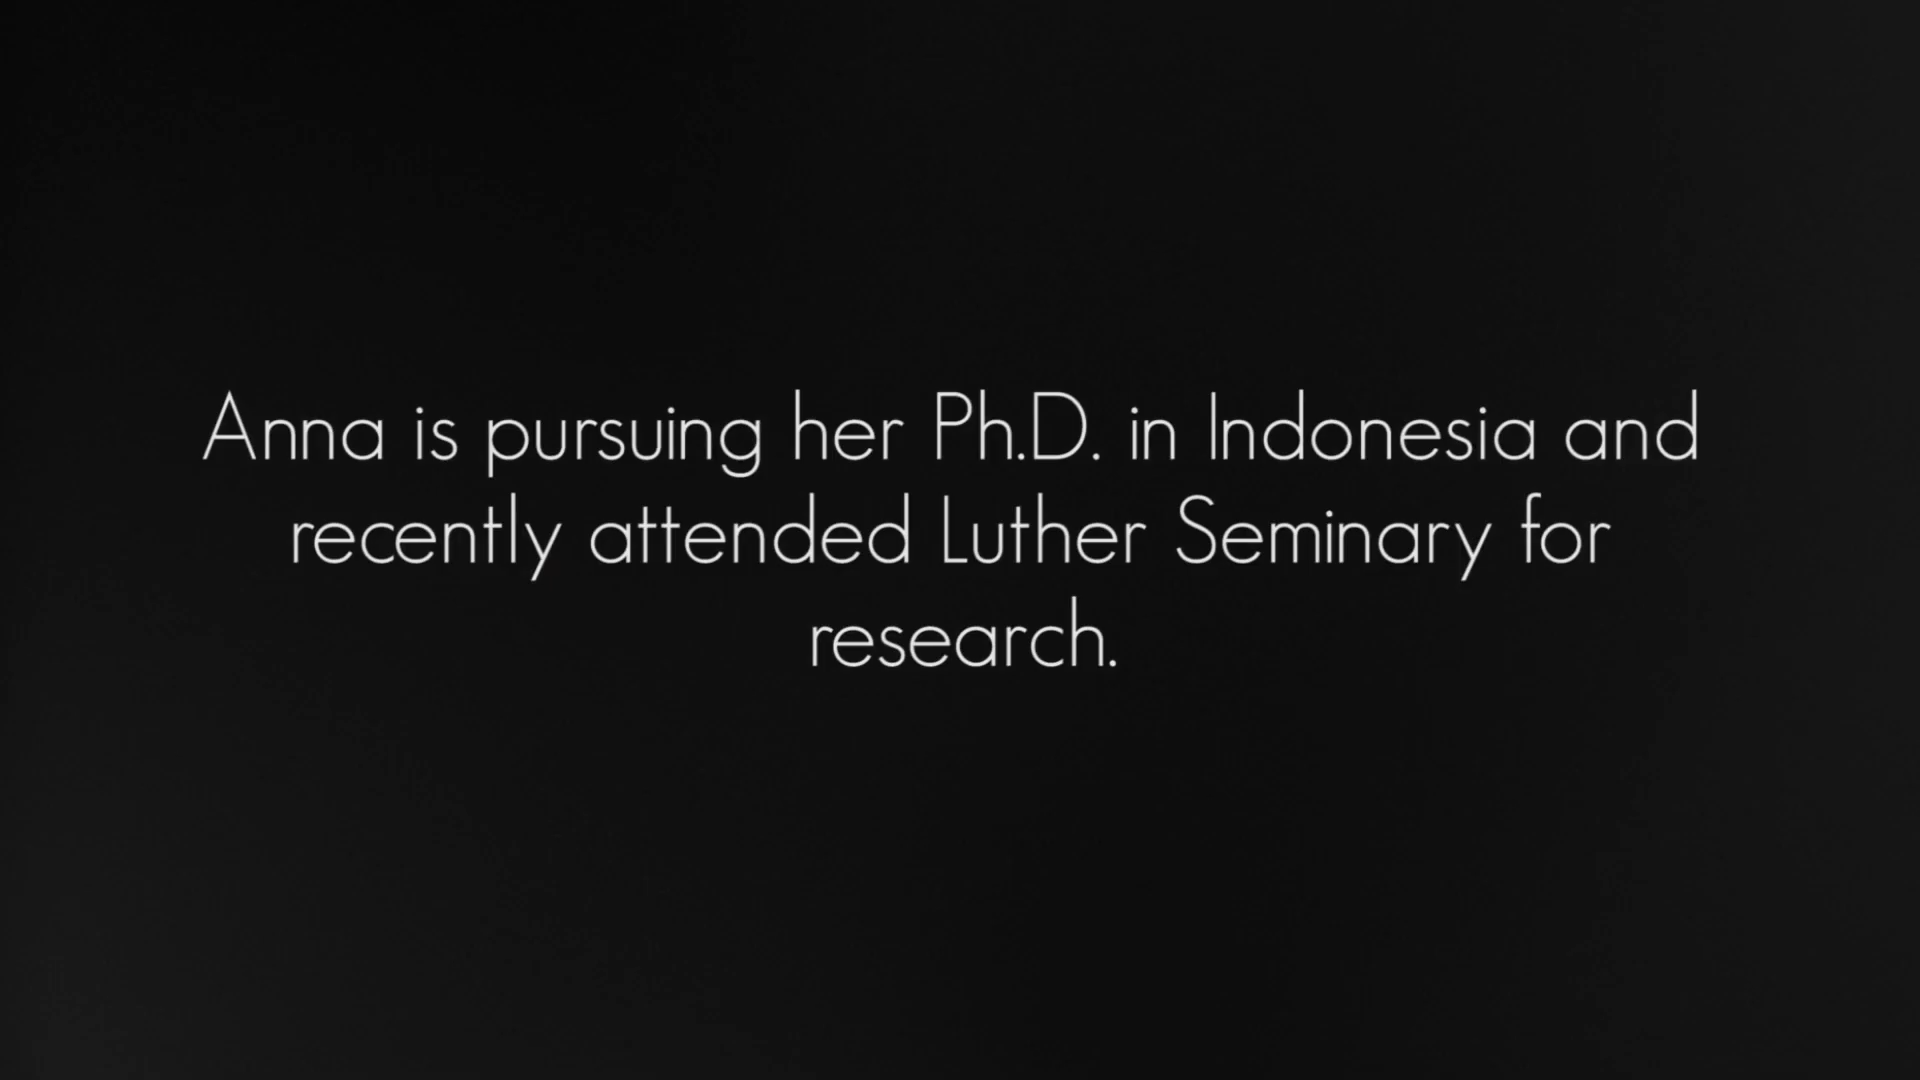 Anna is pursuing her Ph.D. in Indonesia and
recently attended Luther Seminary for
research.